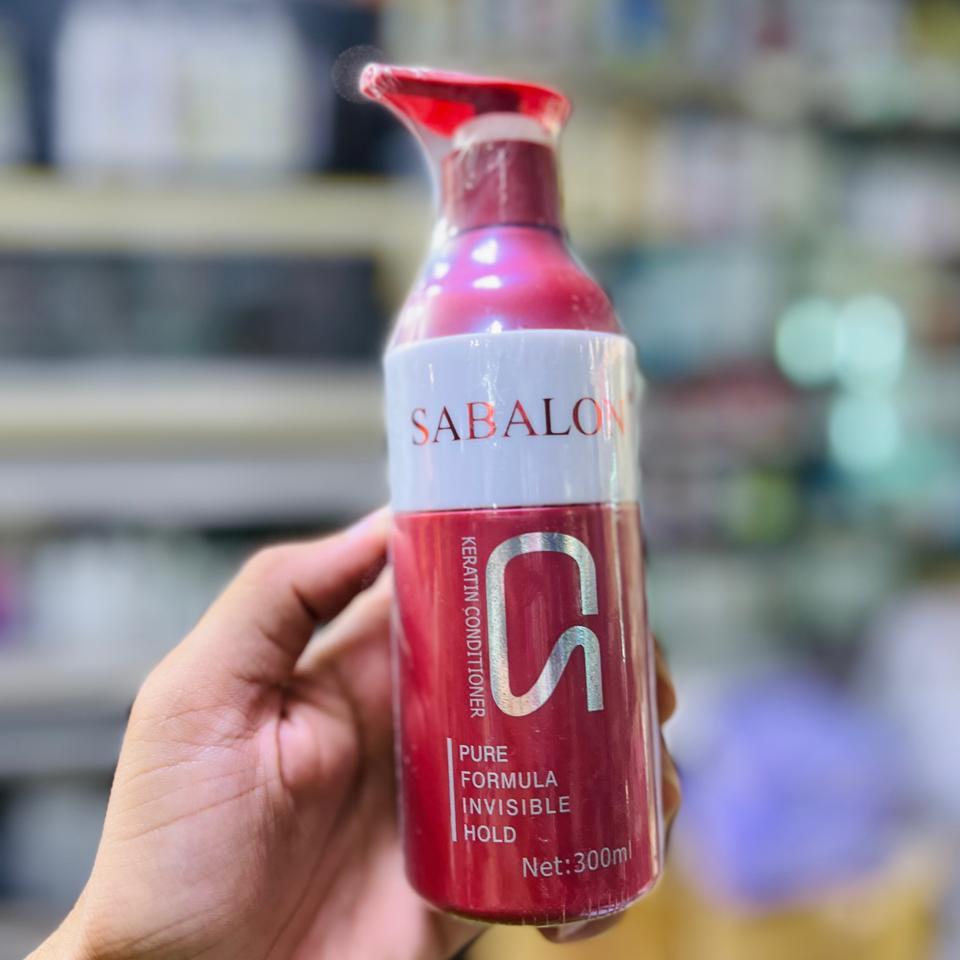 SABALON
KERATIN CONDITIONER
PURE
FORMULA
INVISIBLE
HOLD
Net:300ml